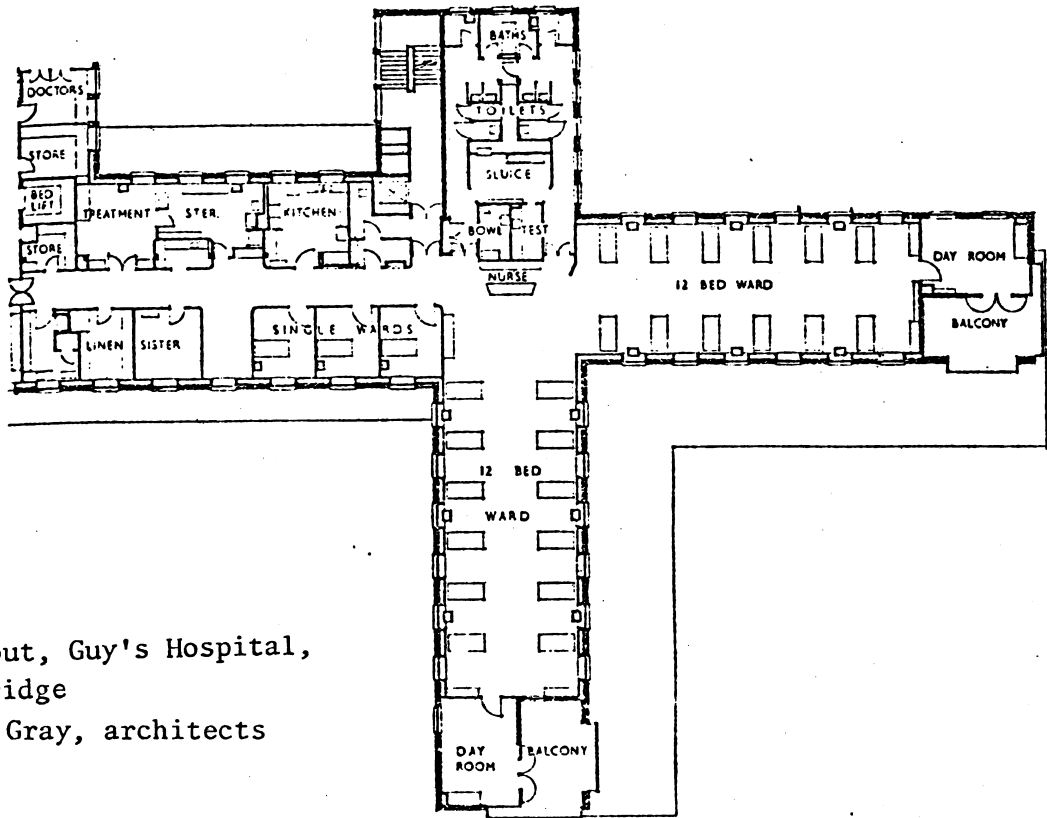 BATHS
DOCTORS
TOILETS
STORE
SLUICE
BED
LIFT
TREATMENT
STER.
KITCHEN
STORE
BOWL
TEST
NURSE
12 BED WARD
DAY ROOM
BALCONY
SINGLE WARDS
LINEN
SISTER
12 BED
WARD
out, Guy's Hospital,
idge
Gray, architects
DAY
ROOM
BALCONY